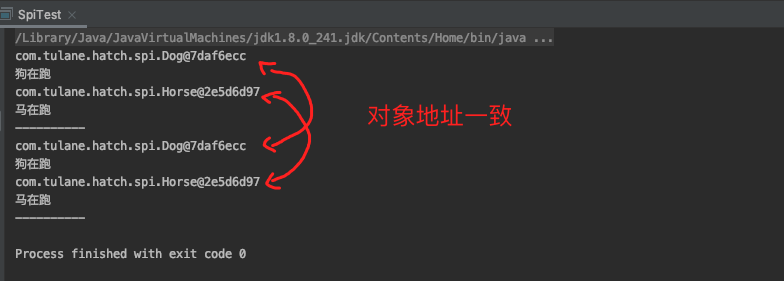 SpiTest
/Library/Java/JavaVirtualMachines/jdk1.8.0_241.jdk/Contents/Home/bin/java ...
com.tulane.hatch.spi.Dog@7daf6ecc
狗在跑
com.tulane.hatch.spi.Horse@2e5d6d97
马在跑
——————————
com.tulane.hatch.spi.Dog@7daf6ecc
狗在跑
com.tulane.hatch.spi.Horse@2e5d6d97
马在跑
——————————
Process finished with exit code 0
对象地址一致